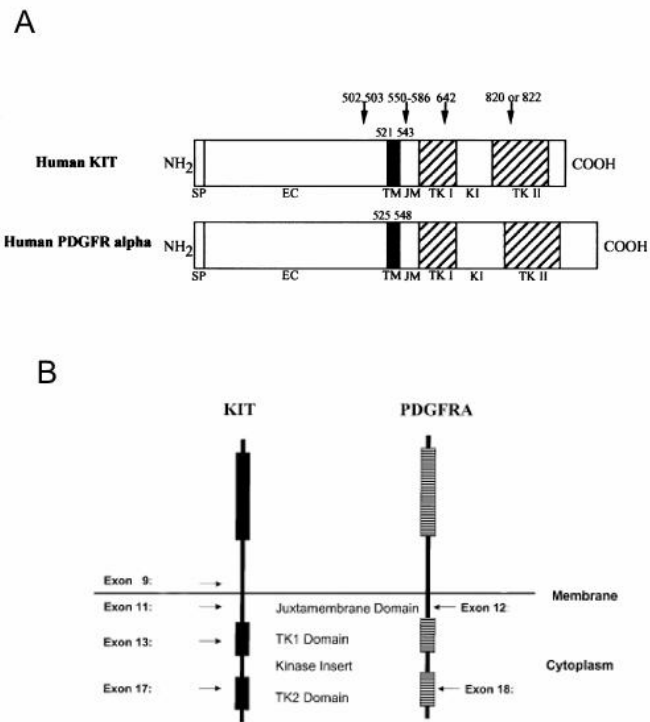 A
502,503 550-586 642 820 or 822
521 543
Human KIT NH2 COOH
SP EC TM JM TK I KI TK II
525 548
Human PDGFR alpha NH2 COOH
SP EC TM JM TK I KI TK II
B
KIT PDGFRA
Exon 9:
Membrane
Exon 11: Juxtamembrane Domain Exon 12:
Exon 13: TK1 Domain
Kinase Insert Cytoplasm
Exon 17: TK2 Domain Exon 18: